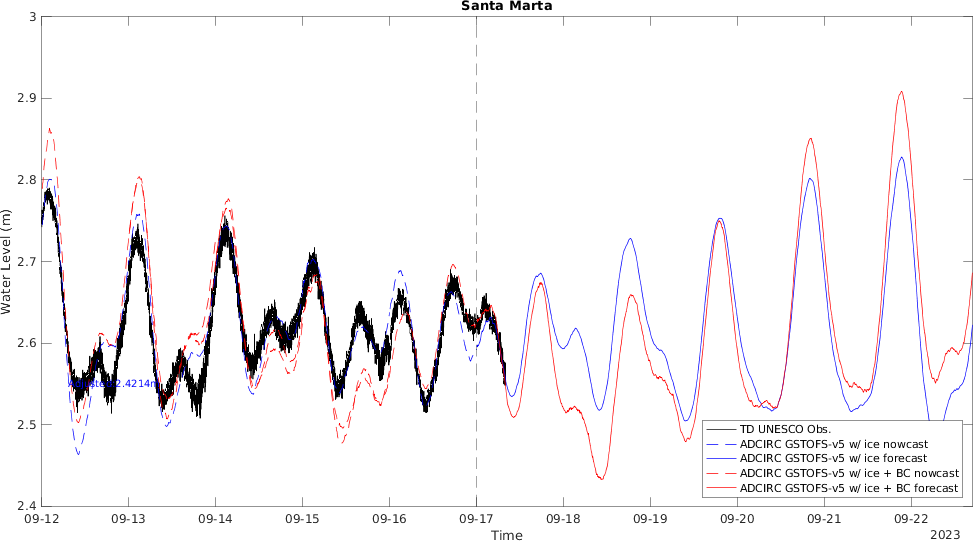 Santa Marta
3
2.9
2.8
2.7
2.6
2.5
2.4
Water Level (m)
2.4214m
TD UNESCO Obs.
ADCIRC GSTOFS-v5 w/ ice nowcast
ADCIRC GSTOFS-v5 w/ ice forecast
ADCIRC GSTOFS-v5 w/ ice + BC nowcast
ADCIRC GSTOFS-v5 w/ ice + BC forecast
09-12 09-13 09-14 09-15 09-16 09-17 09-18 09-19 09-20 09-21 09-22
Time
2023